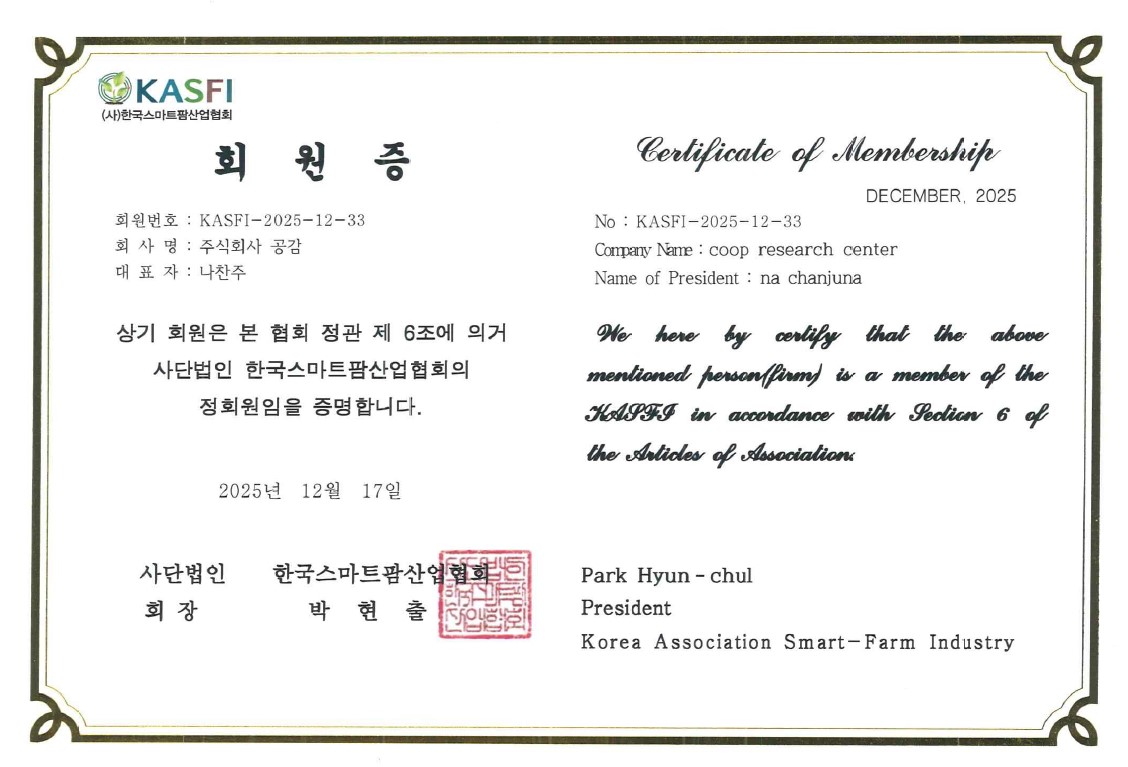 KASFI
(사)한국스마트팜산업협회
회 원 증
회원번호 : KASFI-2025-12-33
회 사 명 : 주식회사 공감
대 표 자 : 나찬주
상기 회원은 본 협회 정관 제 6조에 의거
사단법인 한국스마트팜산업협회의
정회원임을 증명합니다.
2025년 12월 17일
사단법인 한국스마트팜산업협회
회 장 박 현 출
Certificate of Membership
DECEMBER, 2025
No : KASFI-2025-12-33
Company Name : coop research center
Name of President : na chanjuna
We here by certify that the above
mentioned person(firm) is a member of the
KASFI in accordance with Section 6 of
the Articles of Association.
Park Hyun-chul
President
Korea Association Smart-Farm Industry